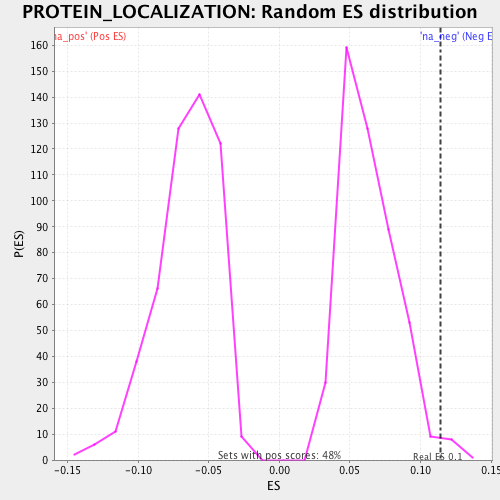 PROTEIN_LOCALIZATION: Random ES distribution
na_pos' (Pos ES)
'na_neg' (Neg E
160
150
140
130
120
110
100
90
80
70
60
50
40
30
20
10
0
P(ES)
Sets with pos scores: 48%
Real ES 0.1
-0.15 -0.10 -0.05 0.00 0.05 0.10 0.15
ES